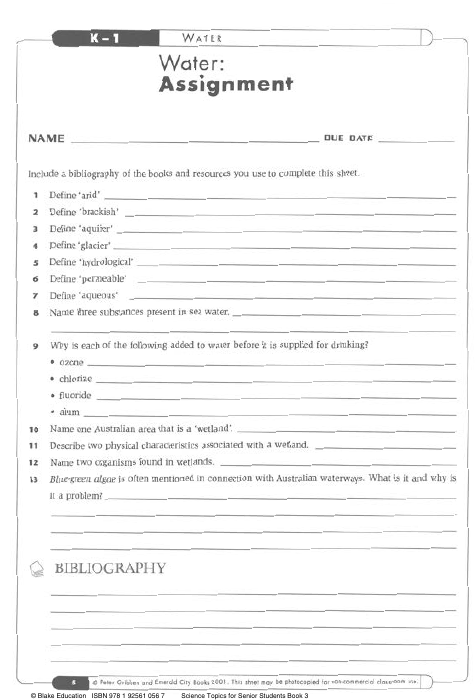 K – 1 WATER
Water:
Assignment
NAME DUE DATE
Include a bibliography of the books and resources you use to complete this sheet.
1 Define 'arid'
2 Define 'brackish'
3 Define 'aquifer'
4 Define 'glacier'
5 Define 'hydrological'
6 Define 'permeable'
7 Define 'aqueous'
8 Name three substances present in sea water.
9 Why is each of the following added to water before it is supplied for drinking?
• ozone
• chlorine
• fluoride
• alum
10 Name one Australian area that is a 'wetland'.
11 Describe two physical characteristics associated with a wetland.
12 Name two organisms found in wetlands.
13 Blue-green algae is often mentioned in connection with Australian waterways. What is it and why is
it a problem?
BIBLIOGRAPHY
© Peter and Emerald City Books 2001. This sheet may be photocopied for non-commercial classroom use.
© Blake Education ISBN 978 1 92561 056 7 Science Topics for Senior Students Book 3